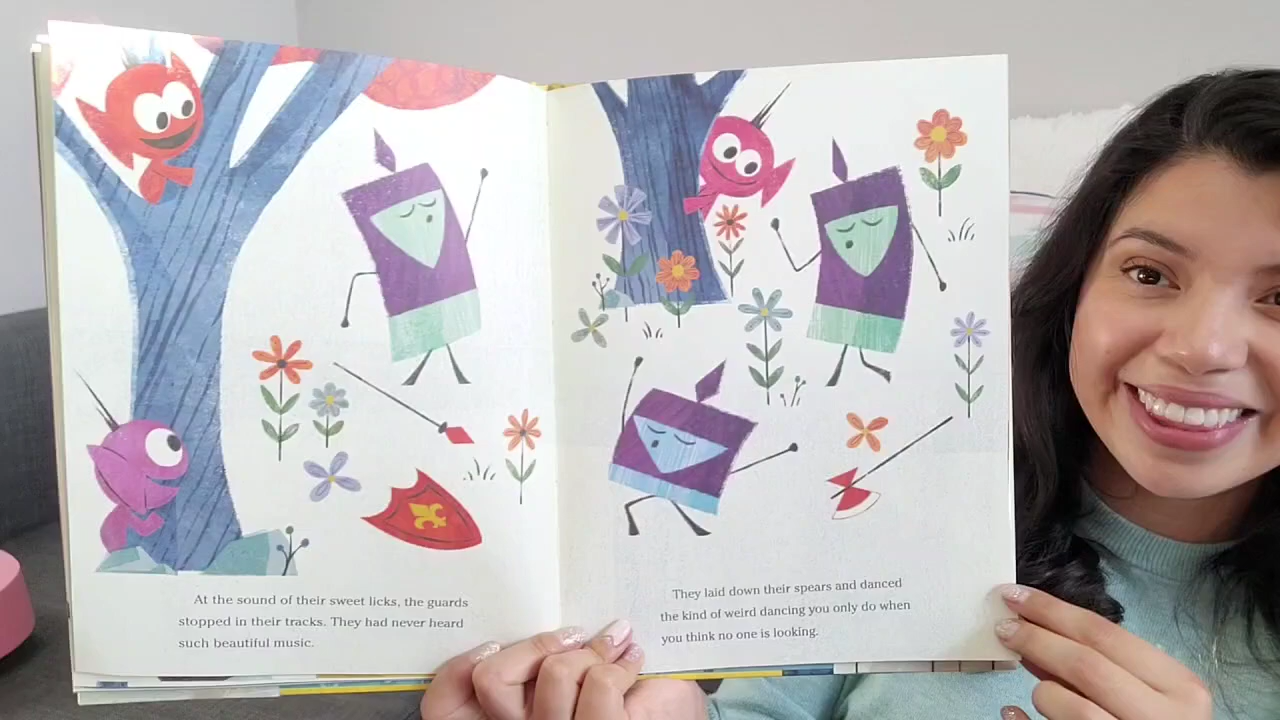 At the sound of their sweet licks, the guards
stopped in their tracks. They had never heard
such beautiful music.
They laid down their spears and danced
the kind of weird dancing you only do when
you think no one is looking.